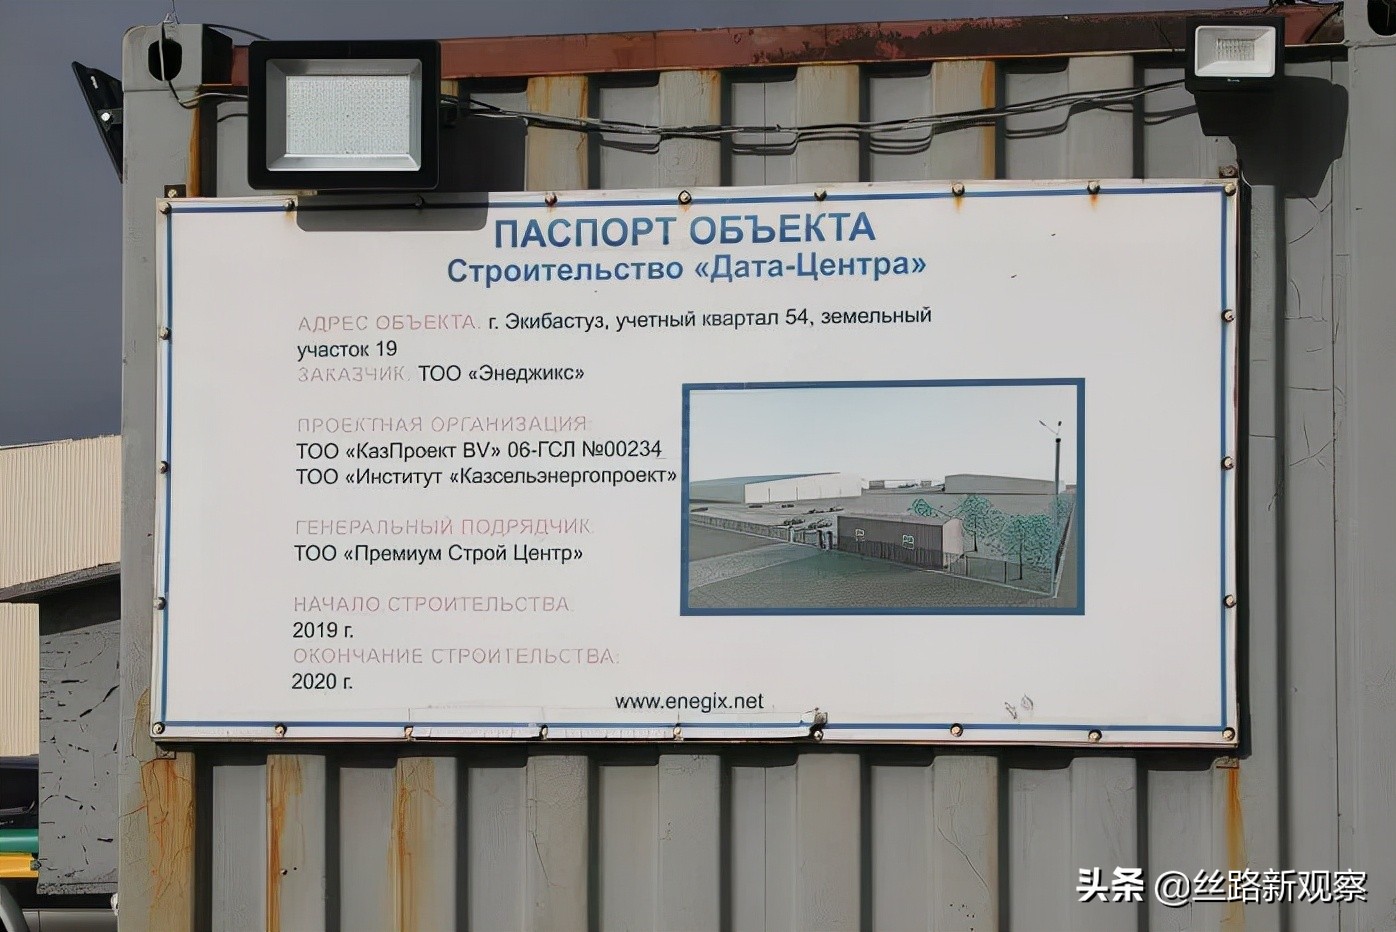 ПАСПОРТ ОБЪЕКТА
Строительство «Дата-Центра»
АДРЕС ОБЪЕКТА: г. Экибастуз, учетный квартал 54, земельный
участок 19
ЗАКАЗЧИК: ТОО «Энеджикс»
ПРОЕКТНАЯ ОРГАНИЗАЦИЯ:
ТОО «КазПроект BV» 06-ГСЛ №00234
ТОО «Институт «Казсельэнергопроект»
ГЕНЕРАЛЬНЫЙ ПОДРЯДЧИК:
ТОО «Премиум Строй Центр»
НАЧАЛО СТРОИТЕЛЬСТВА:
2019 г.
ОКОНЧАНИЕ СТРОИТЕЛЬСТВА:
2020 г.
www.enegix.net
头条 @丝路新观察